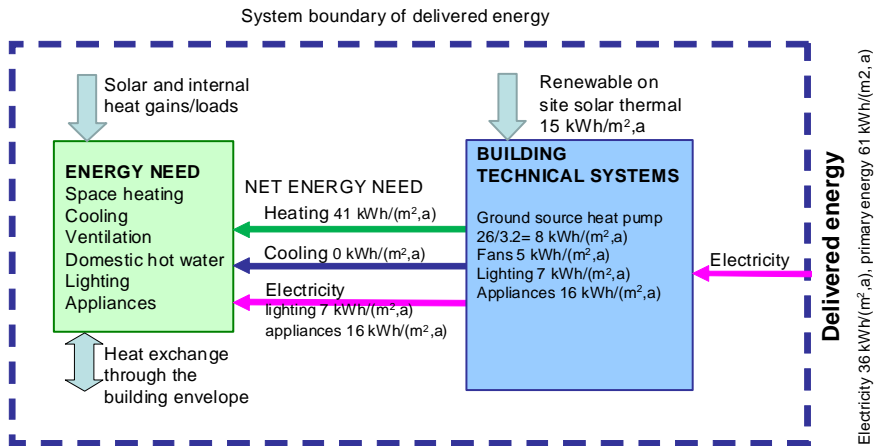 System boundary of delivered energy
Solar and internal
heat gains/loads
Renewable on
site solar thermal
15 kWh/m²,a
ENERGY NEED
Space heating
Cooling
Ventilation
Domestic hot water
Lighting
Appliances
NET ENERGY NEED
Heating 41 kWh/(m²,a)
Cooling 0 kWh/(m²,a)
Electricity
lighting 7 kWh/(m²,a)
appliances 16 kWh/(m²,a)
BUILDING
TECHNICAL SYSTEMS
Ground source heat pump
26/3.2= 8 kWh/(m²,a)
Fans 5 kWh/(m²,a)
Lighting 7 kWh/(m²,a)
Appliances 16 kWh/(m²,a)
Electricity
Heat exchange
through the
building envelope
Delivered energy
Electricity 36 kWh/(m²,a), primary energy 61 kWh/(m2, a)